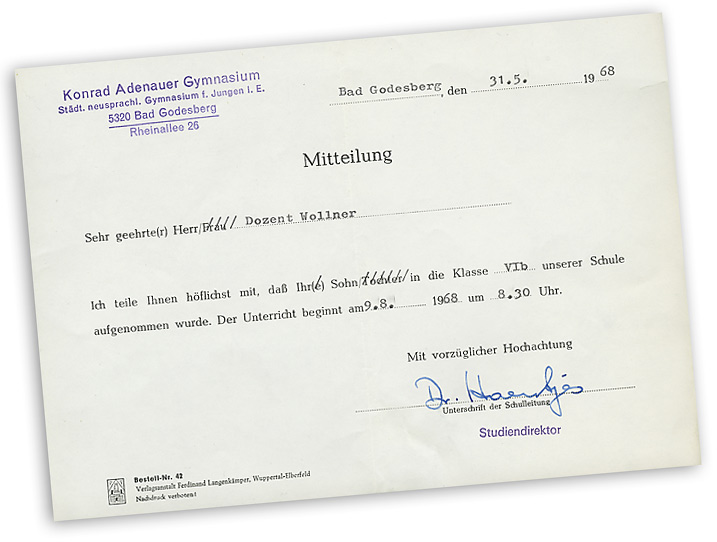 Konrad Adenauer Gymnasium
Städt. neusprachl. Gymnasium f. Jungen i. E.
5320 Bad Godesberg
Rheinallee 26
Bad Godesberg, den 31.5. 1968
Mitteilung
Sehr geehrte(r) Herr/Frau Dozent Wollner
Ich teile Ihnen höflichst mit, daß Ihr(e) Sohn/Tochter in die Klasse VIb unserer Schule
aufgenommen wurde. Der Unterricht beginnt am 9.8. 1968 um 8.30 Uhr.
Mit vorzüglicher Hochachtung
Dr.
Unterschrift der Schulleitung
Studiendirektor
Bestell-Nr. 42
Verlagsanstalt Ferdinand Langenkämper, Wuppertal-Elberfeld
Nachdruck verboten!